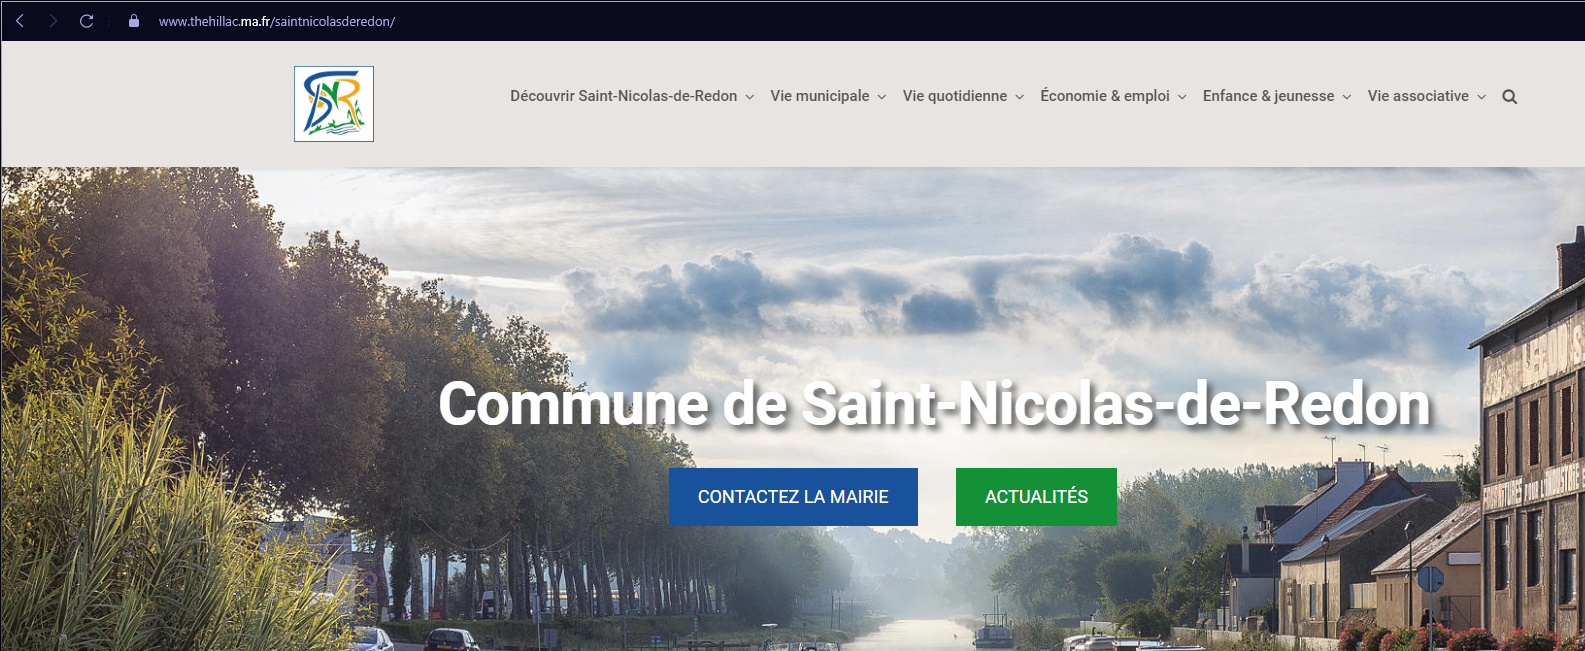 www.thehillac.ma.fr/saintnicolasderedon/
Découvrir Saint-Nicolas-de-Redon Vie municipale Vie quotidienne Économie & emploi Enfance & jeunesse Vie associative
Commune de Saint-Nicolas-de-Redon
CONTACTEZ LA MAIRIE ACTUALITÉS